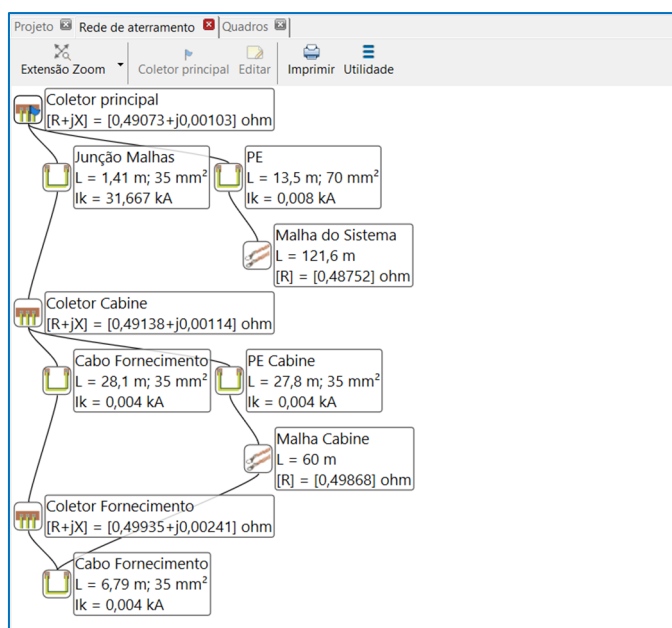 Projeto Rede de aterramento Quadros
Extensão Zoom Coletor principal Editar Imprimir Utilidade
Coletor principal
[R+jX] = [0,49073+j0,00103] ohm
Junção Malhas
L = 1,41 m; 35 mm²
Ik = 31,667 kA
PE
L = 13,5 m; 70 mm²
Ik = 0,008 kA
Malha do Sistema
L = 121,6 m
[R] = [0,48752] ohm
Coletor Cabine
[R+jX] = [0,49138+j0,00114] ohm
Cabo Fornecimento
L = 28,1 m; 35 mm²
Ik = 0,004 kA
PE Cabine
L = 27,8 m; 35 mm²
Ik = 0,004 kA
Malha Cabine
L = 60 m
[R] = [0,49868] ohm
Coletor Fornecimento
[R+jX] = [0,49935+j0,00241] ohm
Cabo Fornecimento
L = 6,79 m; 35 mm²
Ik = 0,004 kA